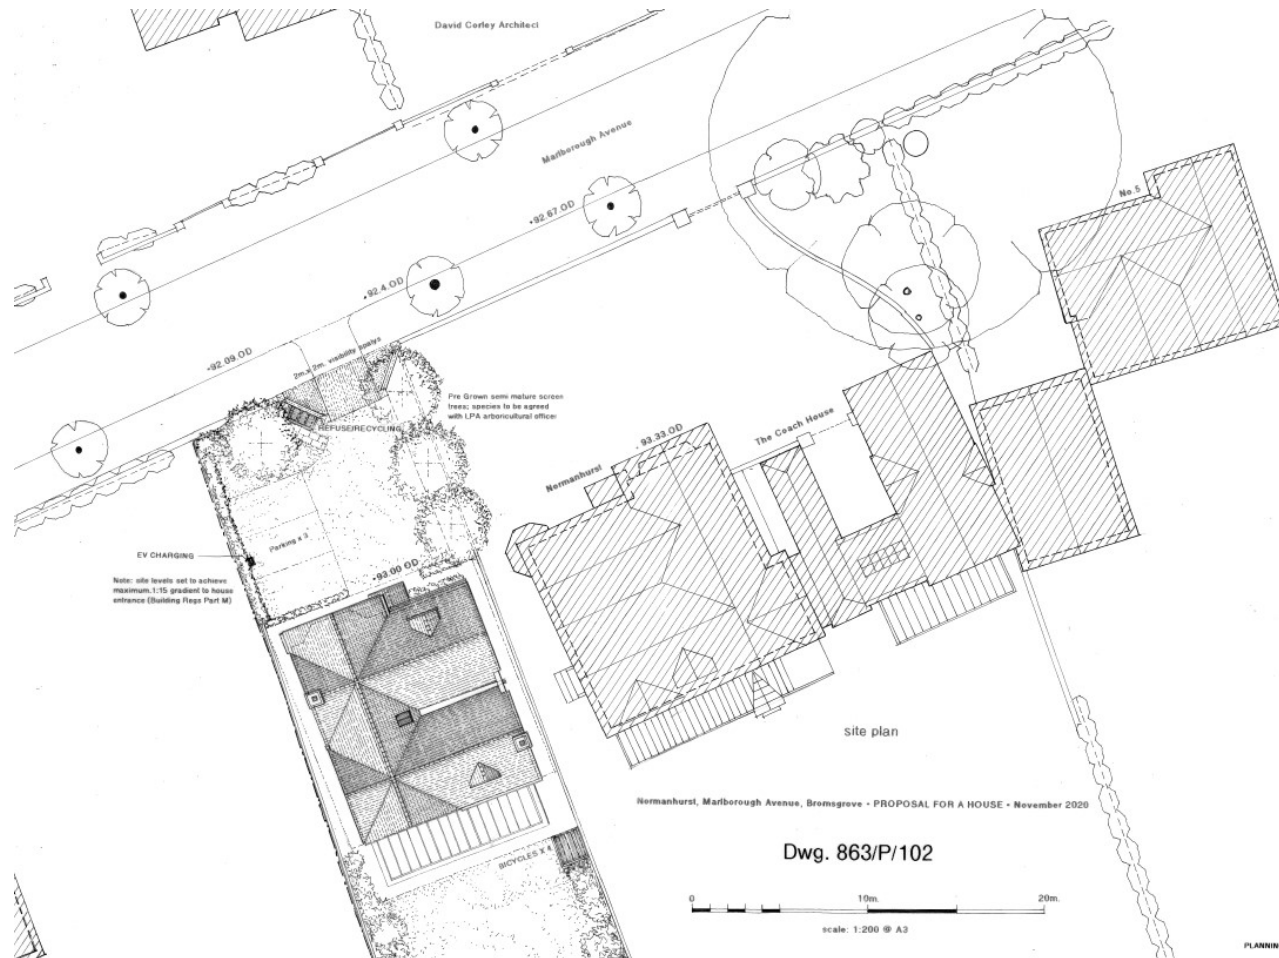 David Corley Architect
Marlborough Avenue
+92.67 OD
No.5
+92.4 OD
+92.09 OD
2m.x 2m. visibility spalys
Pre Grown semi mature screen
trees; species to be agreed
with LPA arboricultural officer
REFUSE/RECYCLING
The Coach House
+ 93.33 OD
Normanhurst
Parking x 3
EV CHARGING
+93.00 OD
Note: site levels set to achieve
maximum.1:15 gradient to house
entrance (Building Regs Part M)
site plan
Normanhurst, Marlborough Avenue, Bromsgrove • PROPOSAL FOR A HOUSE • November 2020
Dwg. 863/P/102
BICYCLES X 4
0 10m. 20m.
scale: 1:200 @ A3
PLANNIN